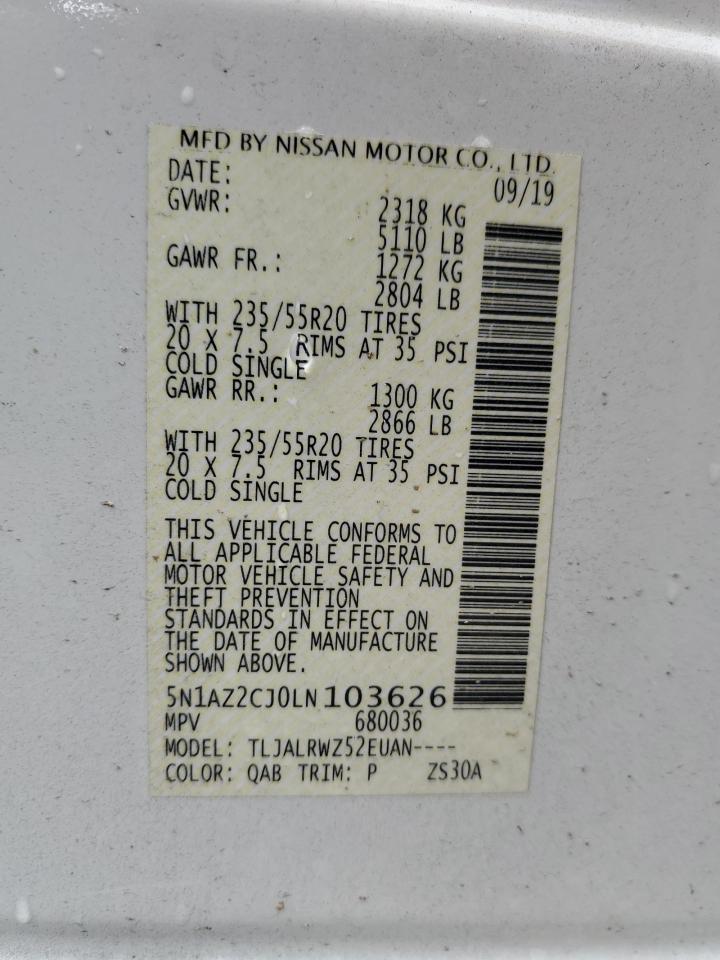 MFD BY NISSAN MOTOR CO., LTD.
DATE: 09/19
GVWR: 2318 KG
5110 LB
GAWR FR.: 1272 KG
2804 LB
WITH 235/55R20 TIRES
20 X 7.5 RIMS AT 35 PSI
COLD SINGLE
GAWR RR.: 1300 KG
2866 LB
WITH 235/55R20 TIRES
20 X 7.5 RIMS AT 35 PSI
COLD SINGLE
THIS VEHICLE CONFORMS TO
ALL APPLICABLE FEDERAL
MOTOR VEHICLE SAFETY AND
THEFT PREVENTION
STANDARDS IN EFFECT ON
THE DATE OF MANUFACTURE
SHOWN ABOVE.
5N1AZ2CJ0LN103626
MPV 680036
MODEL: TLJALRWZ52EUAN----
COLOR: QAB TRIM: P ZS30A